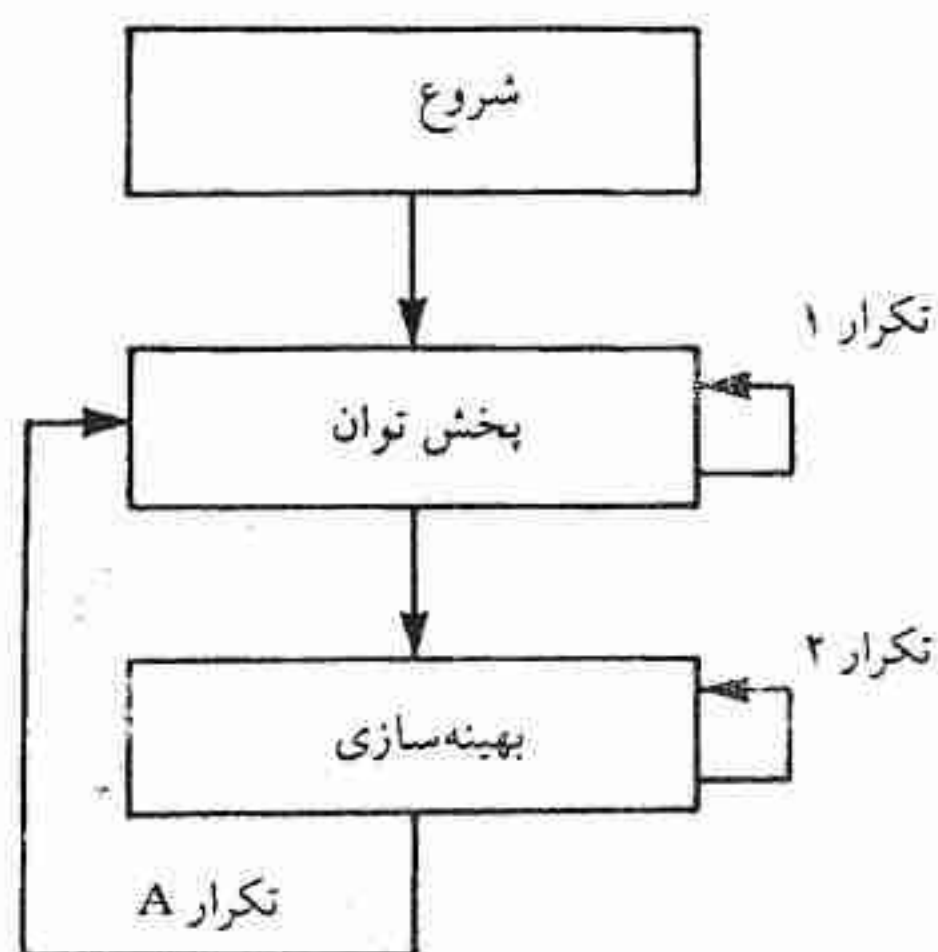 شروع
تکرار ۱
پخش توان
تکرار ۲
بهینه‌سازی
تکرار A